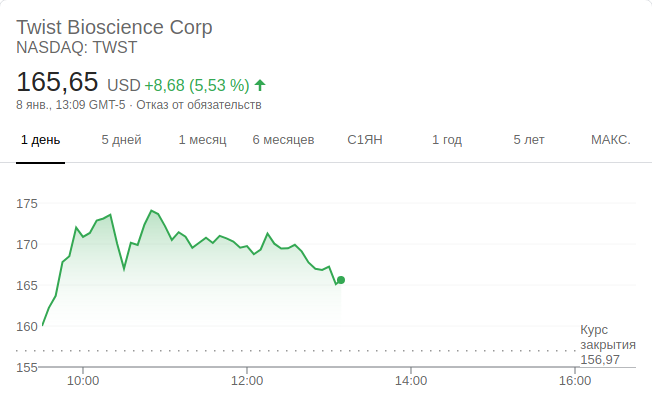 Twist Bioscience Corp
NASDAQ: TWST
165,65 USD +8,68 (5,53 %)
8 янв., 13:09 GMT-5 · Отказ от обязательств
1 день 5 дней 1 месяц 6 месяцев С1ЯН 1 год 5 лет МАКС.
175
170
165
160
Курс
закрытия
156,97
155
10:00 12:00 14:00 16:00